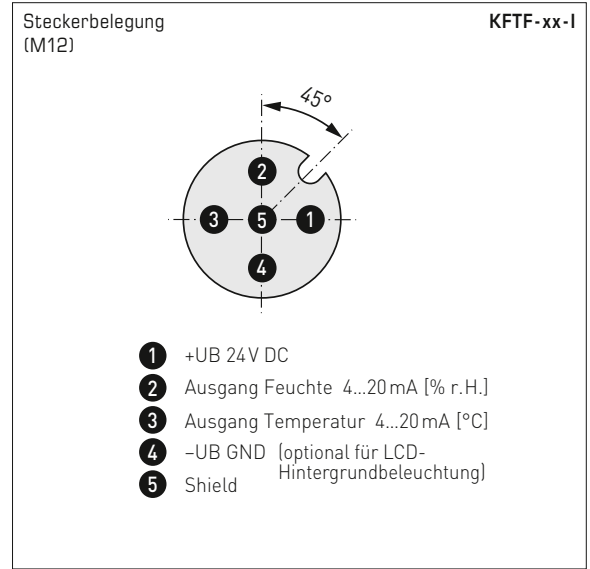 Steckerbelegung
(M12)
KFTF-xx-I
45°
2
3
5
1
4
1 +UB 24V DC
2 Ausgang Feuchte 4...20 mA [% r.H.]
3 Ausgang Temperatur 4...20 mA [°C]
4 –UB GND (optional für LCD-
Hintergrundbeleuchtung)
5 Shield